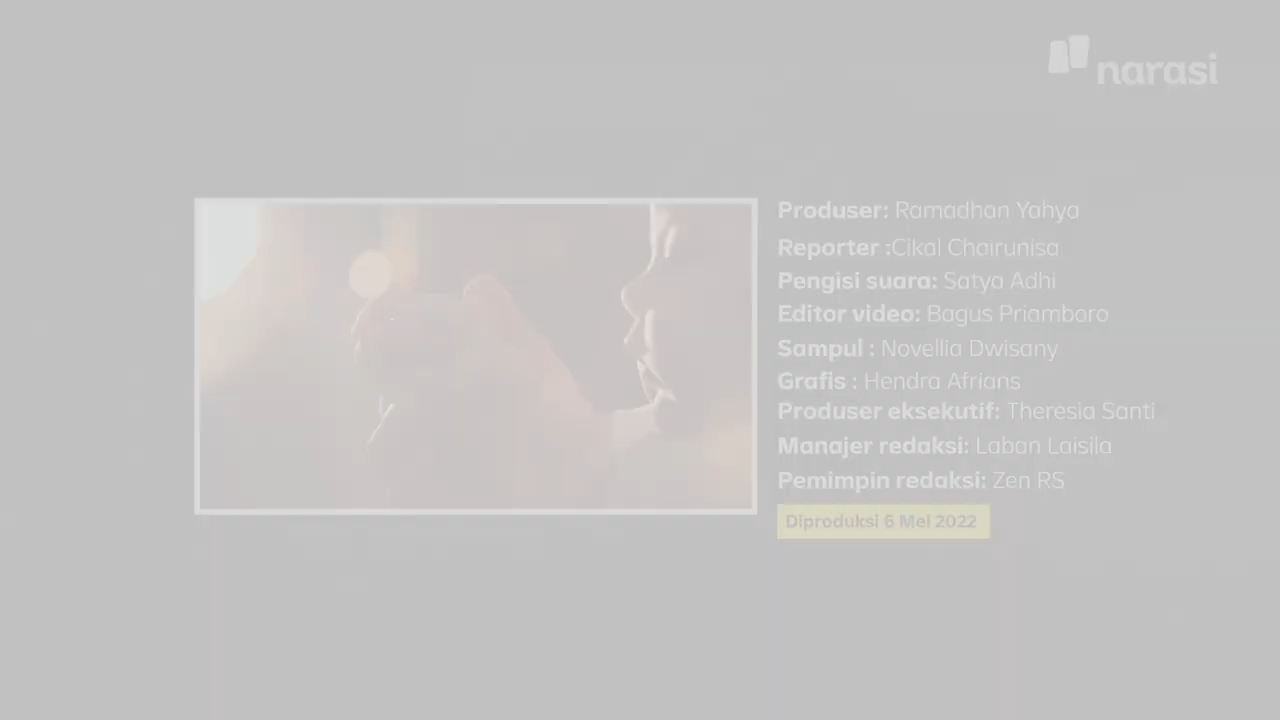 narasi
Produser: Ramadhan Yahya
Reporter :Cikal Chairunisa
Pengisi suara: Satya Adhi
Editor video: Bagus Priamboro
Sampul : Novellia Dwisany
Grafis : Hendra Afrians
Produser eksekutif: Theresia Santi
Manajer redaksi: Laban Laisila
Pemimpin redaksi: Zen RS
Diproduksi 6 Mei 2022